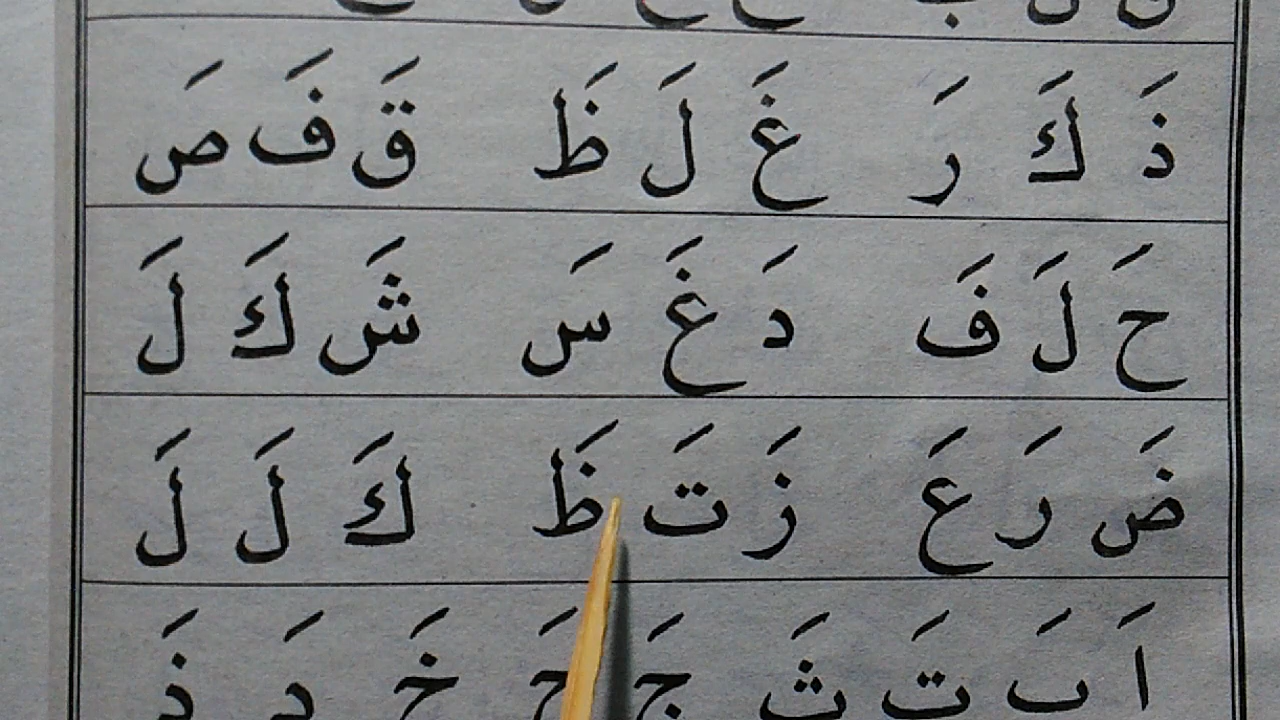 ذَ كَ رَ غَ لَ ظَ قَ فَ صَ
حَ لَ فَ دَ غَ سَ شَ كَ لَ
ضَ رَ عَ زَ تَ ظَ كَ لَ لَ
اَ بَ تَ ثَ جَ حَ خَ دَ ذَ